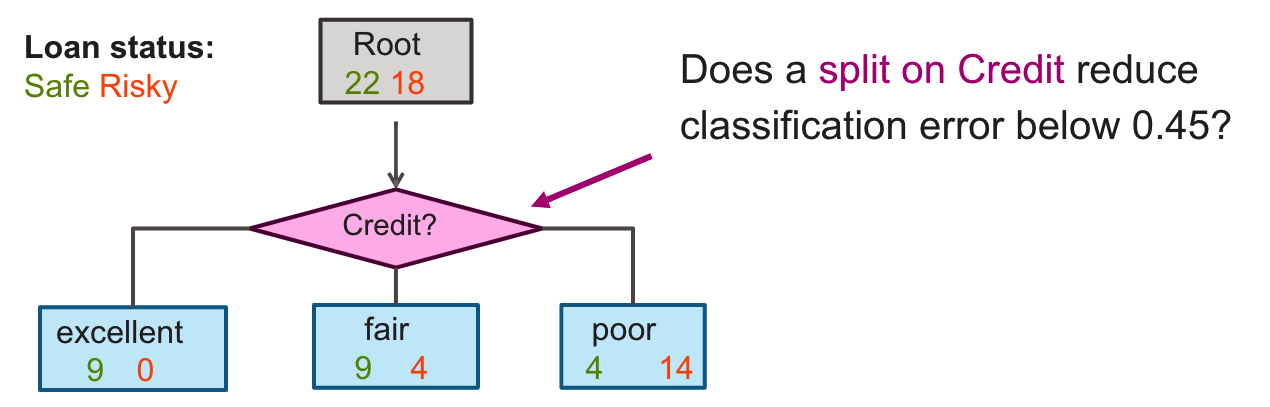 Loan status:
Safe Risky
Root
22 18
Does a split on Credit reduce
classification error below 0.45?
Credit?
excellent
9 0
fair
9 4
poor
4 14